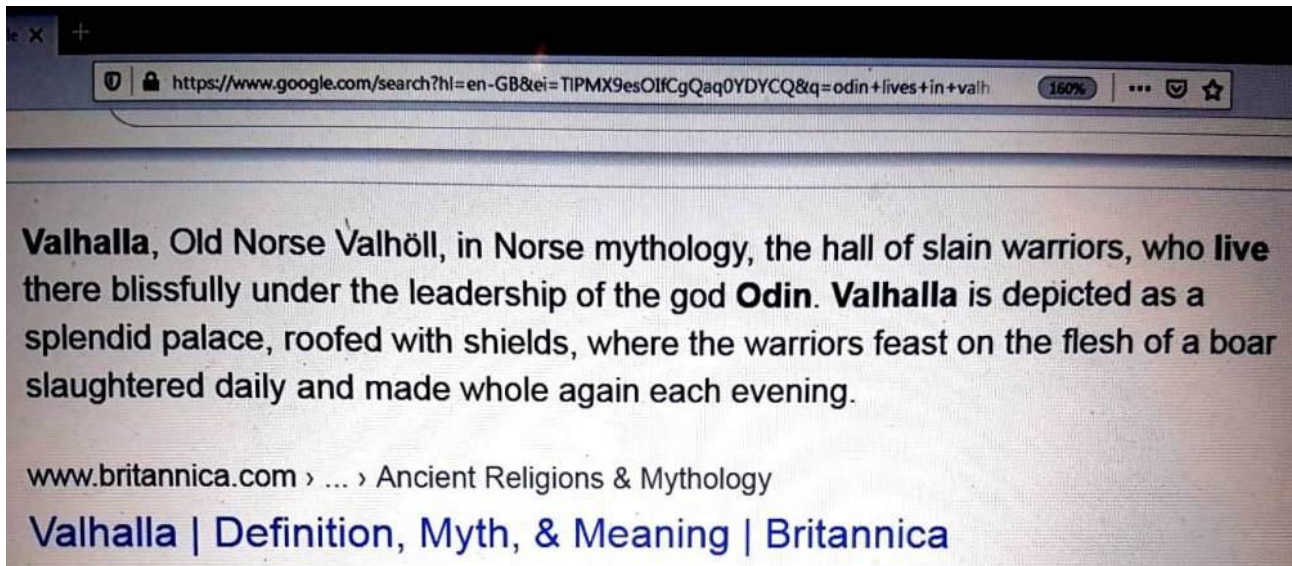 https://www.google.com/search?hl=en-GB&ei=TlPMX9esOIfCgQaq0YDYCQ&q=odin+lives+in+valh 160%
Valhalla, Old Norse Valhöll, in Norse mythology, the hall of slain warriors, who live
there blissfully under the leadership of the god Odin. Valhalla is depicted as a
splendid palace, roofed with shields, where the warriors feast on the flesh of a boar
slaughtered daily and made whole again each evening.
www.britannica.com › ... › Ancient Religions & Mythology
Valhalla | Definition, Myth, & Meaning | Britannica